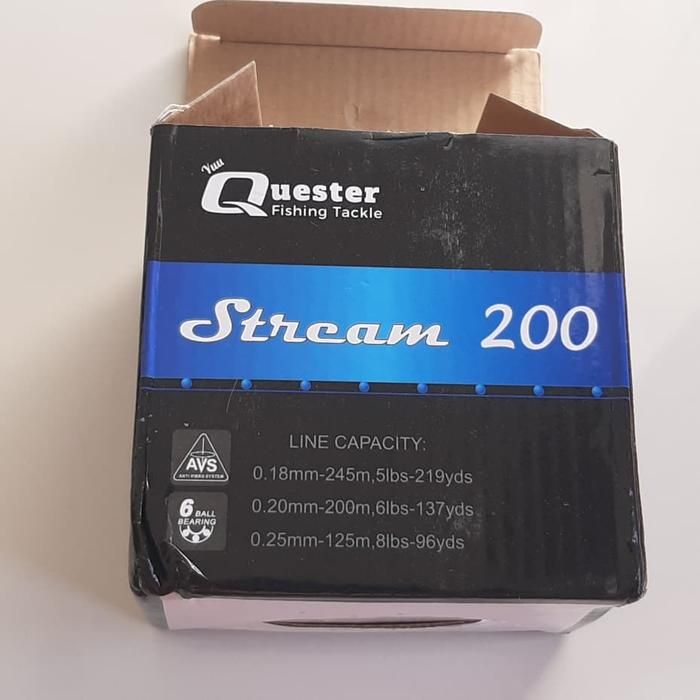 Yuu
Quester
Fishing Tackle
Stream 200
LINE CAPACITY:
AVS
ANTI VIBRO SYSTEM
0.18mm-245m,5lbs-219yds
6 BALL
BEARING
0.20mm-200m,6lbs-137yds
0.25mm-125m,8lbs-96yds